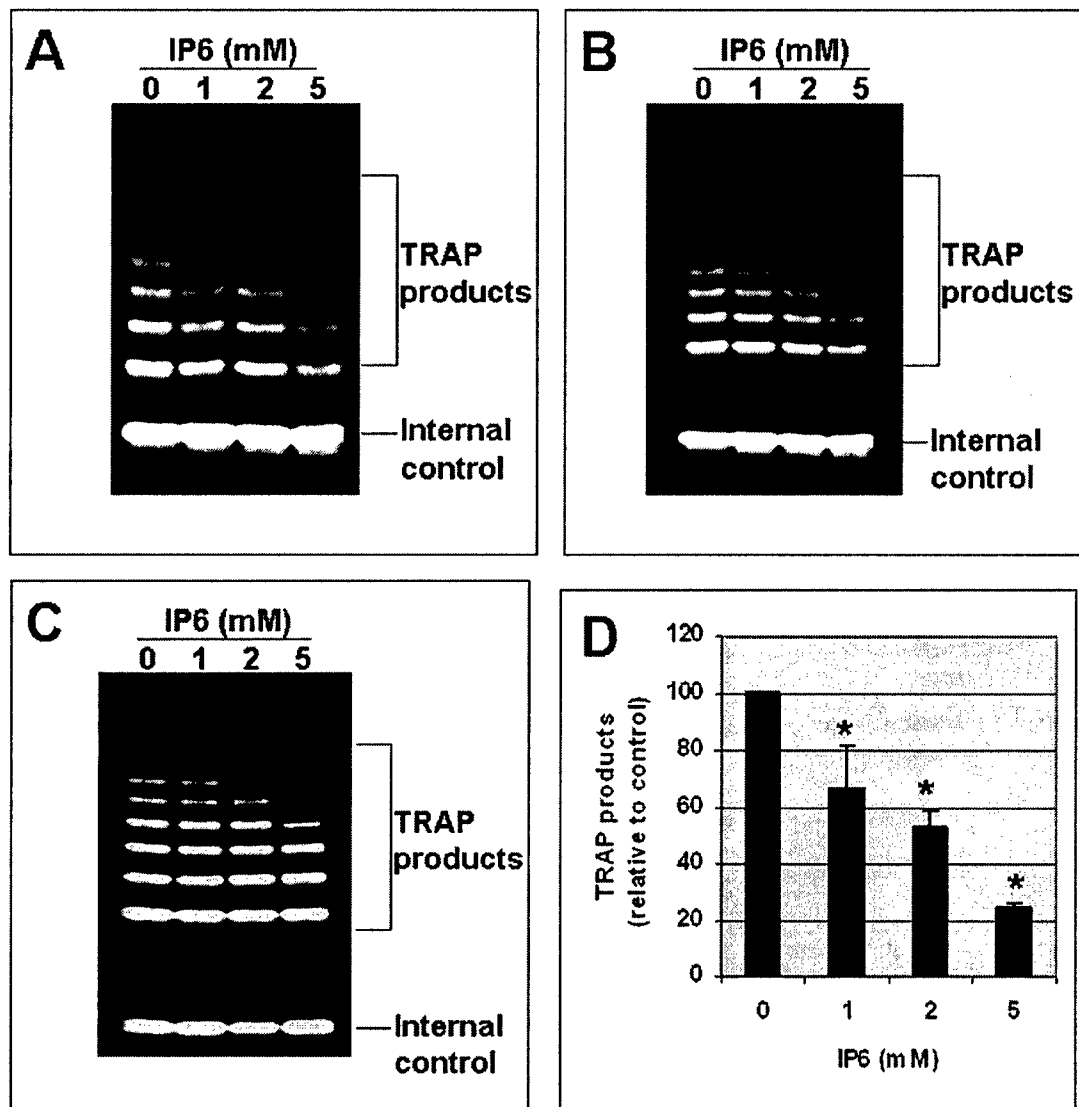 A
IP6 (mM)
0 1 2 5
TRAP
products
Internal
control
B
IP6 (mM)
0 1 2 5
TRAP
products
Internal
control
C
IP6 (mM)
0 1 2 5
TRAP
products
Internal
control
D
TRAP products
(relative to control)
120
100
80
60
40
20
0
*
*
*
0 1 2 5
IP6 (mM)